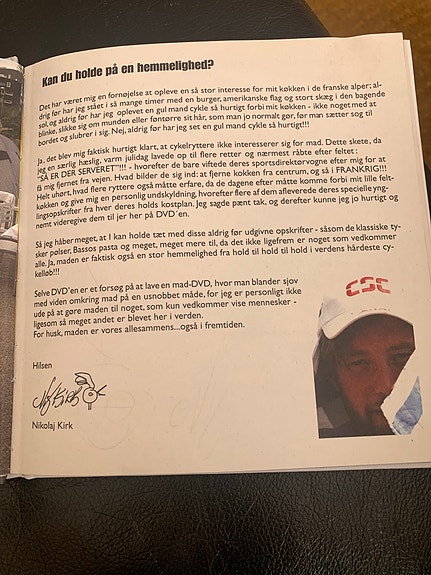 Kan du holde på en hemmelighed?
Det har været mig en fornøjelse at opleve en så stor interesse for mit køkken i de franske alper; al-
drig før har jeg stået i så mange timer med en burger, amerikanske flag og stort skæg i den bagende
sol, og aldrig før har jeg oplevet en gul mand cykle så hurtigt forbi mit køkken - ikke noget med at
blinke, slikke sig om munden eller føntørre sit hår, som man jo normalt gør, før man sætter sog til
bordet og slubrer i sig. Nej, aldrig før har jeg set en gul mand cykle så hurtigt!!!
Ja, det blev mig faktisk hurtigt klart, at cykelryttere ikke interesserer sig for mad. Dette skete, da
jeg en særlig hæslig, varm julidag lavede op til flere retter og nærmest råbte efter feltet :
"SÅ ER DER SERVERET"!!! - hvorefter de bare viftede deres sportsdirektørvogne efter mig for at
få mig fjernet fra vejen. Hvad bilder de sig ind: at fjerne kokken fra centrum, og så i FRANKRIG!!!
Helt uhørt, hvad flere ryttere også måtte erfare, da de dagene efter måtte komme forbi mit lille felt-
køkken og give mig en personlig undskyldning, hvorefter flere af dem afleverede deres specielle yng-
lingsopskrifter fra hver deres holds kostplan. Jeg sagde pænt tak, og derefter kunne jeg jo hurtigt og
nemt videregive dem til jer her på DVD´en.
Så jeg håber meget, at I kan holde tæt med disse aldrig før udgivne opskrifter - såsom de klassiske ty-
sker pølser, Bassos pasta og meget, meget mere til, da det ikke ligefrem er noget som vedkommer
alle. Ja, maden er faktisk også en stor hemmelighed fra hold til hold til hold i verdens hårdeste cy-
kelløb!!!
Selve DVD´en er et forsøg på at lave en mad-DVD, hvor man blander sjov
med viden omkring mad på en usnobbet måde, for jeg er personligt ikke
ude på at gøre maden til noget, som kun vedkommer vise mennesker -
ligesom så meget andet er blevet her i verden.
For husk, maden er vores allesammens...også i fremtiden.
CSC
Hilsen
Nikolaj Kirk